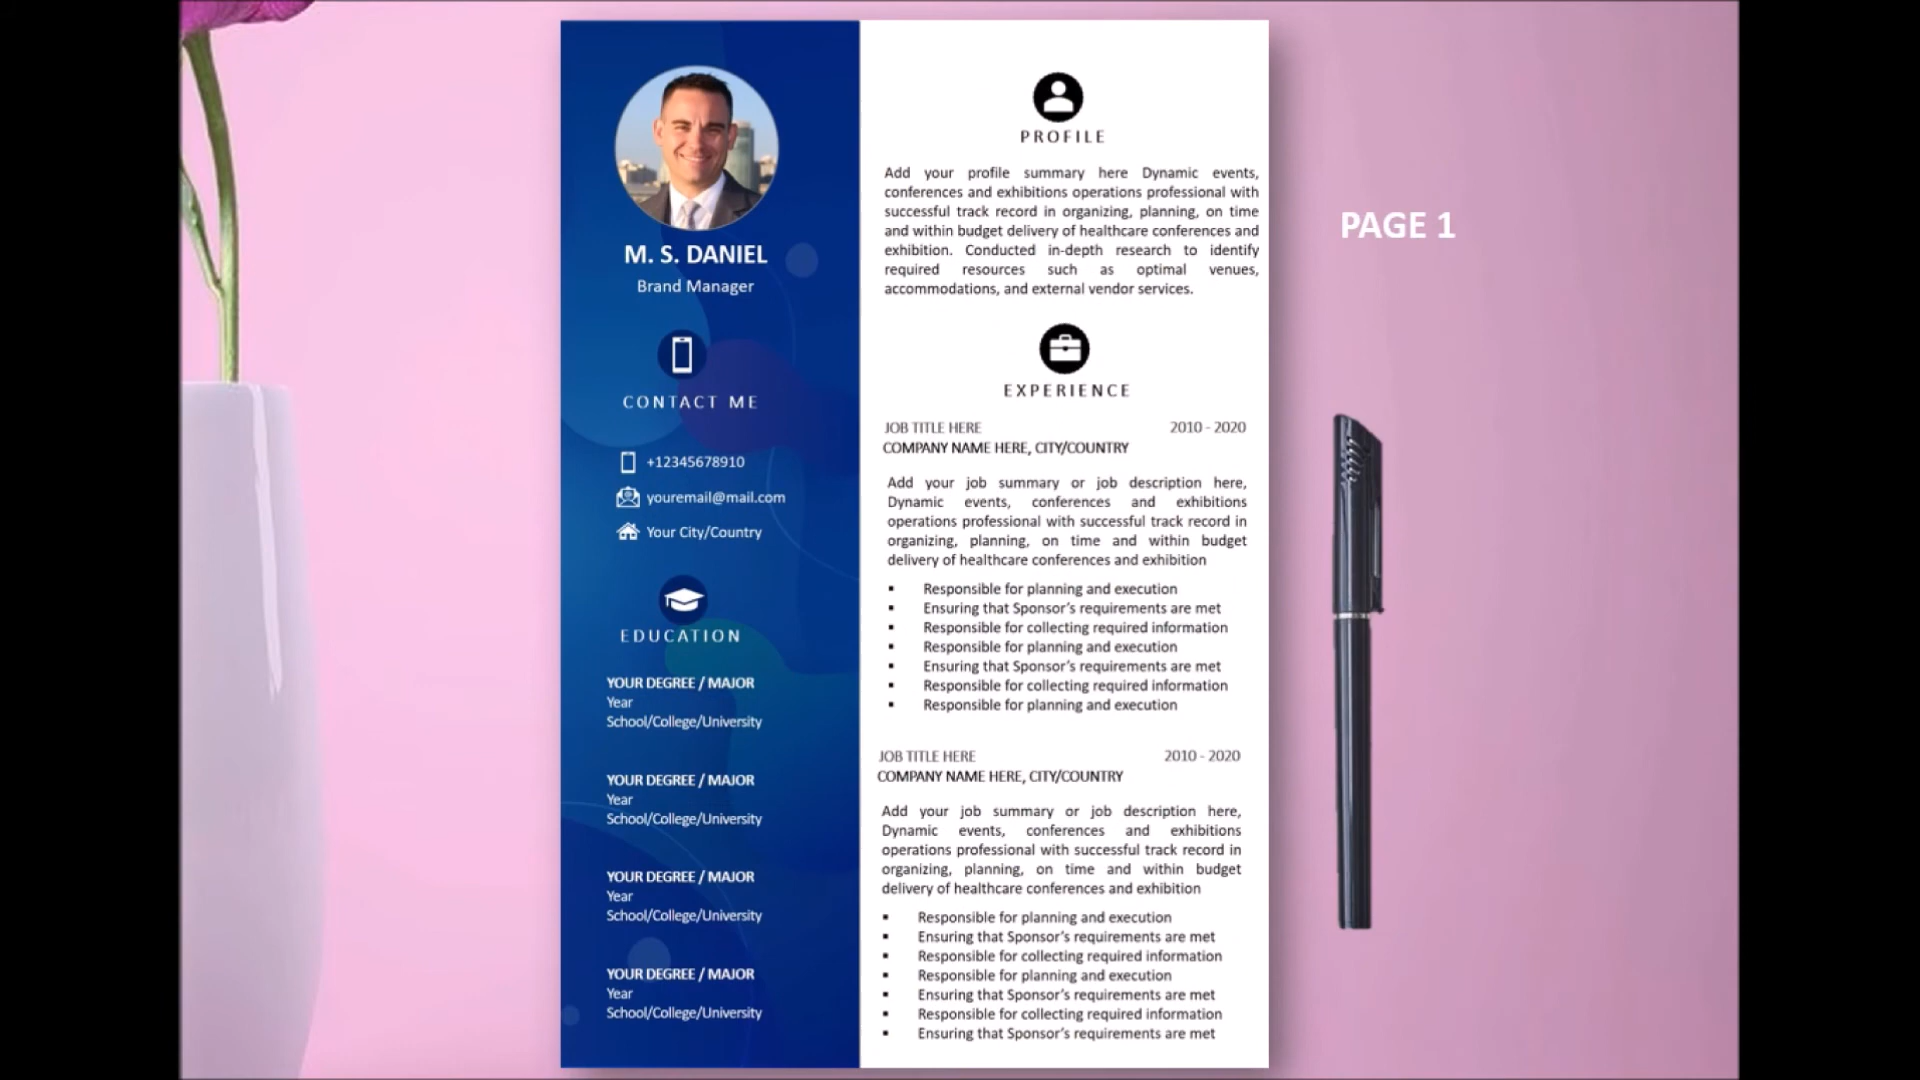 M. S. DANIEL
Brand Manager
CONTACT ME
+12345678910
youremail@mail.com
Your City/Country
EDUCATION
YOUR DEGREE / MAJOR
Year
School/College/University
YOUR DEGREE / MAJOR
Year
School/College/University
YOUR DEGREE / MAJOR
Year
School/College/University
YOUR DEGREE / MAJOR
Year
School/College/University
PROFILE
Add your profile summary here Dynamic events,
conferences and exhibitions operations professional with
successful track record in organizing, planning, on time
and within budget delivery of healthcare conferences and
exhibition. Conducted in-depth research to identify
required resources such as optimal venues,
accommodations, and external vendor services.
EXPERIENCE
JOB TITLE HERE 2010 - 2020
COMPANY NAME HERE, CITY/COUNTRY
Add your job summary or job description here,
Dynamic events, conferences and exhibitions
operations professional with successful track record in
organizing, planning, on time and within budget
delivery of healthcare conferences and exhibition
▪ Responsible for planning and execution
▪ Ensuring that Sponsor’s requirements are met
▪ Responsible for collecting required information
▪ Responsible for planning and execution
▪ Ensuring that Sponsor’s requirements are met
▪ Responsible for collecting required information
▪ Responsible for planning and execution
JOB TITLE HERE 2010 - 2020
COMPANY NAME HERE, CITY/COUNTRY
Add your job summary or job description here,
Dynamic events, conferences and exhibitions
operations professional with successful track record in
organizing, planning, on time and within budget
delivery of healthcare conferences and exhibition
▪ Responsible for planning and execution
▪ Ensuring that Sponsor’s requirements are met
▪ Responsible for collecting required information
▪ Responsible for planning and execution
▪ Ensuring that Sponsor’s requirements are met
▪ Responsible for collecting required information
▪ Ensuring that Sponsor’s requirements are met
PAGE 1